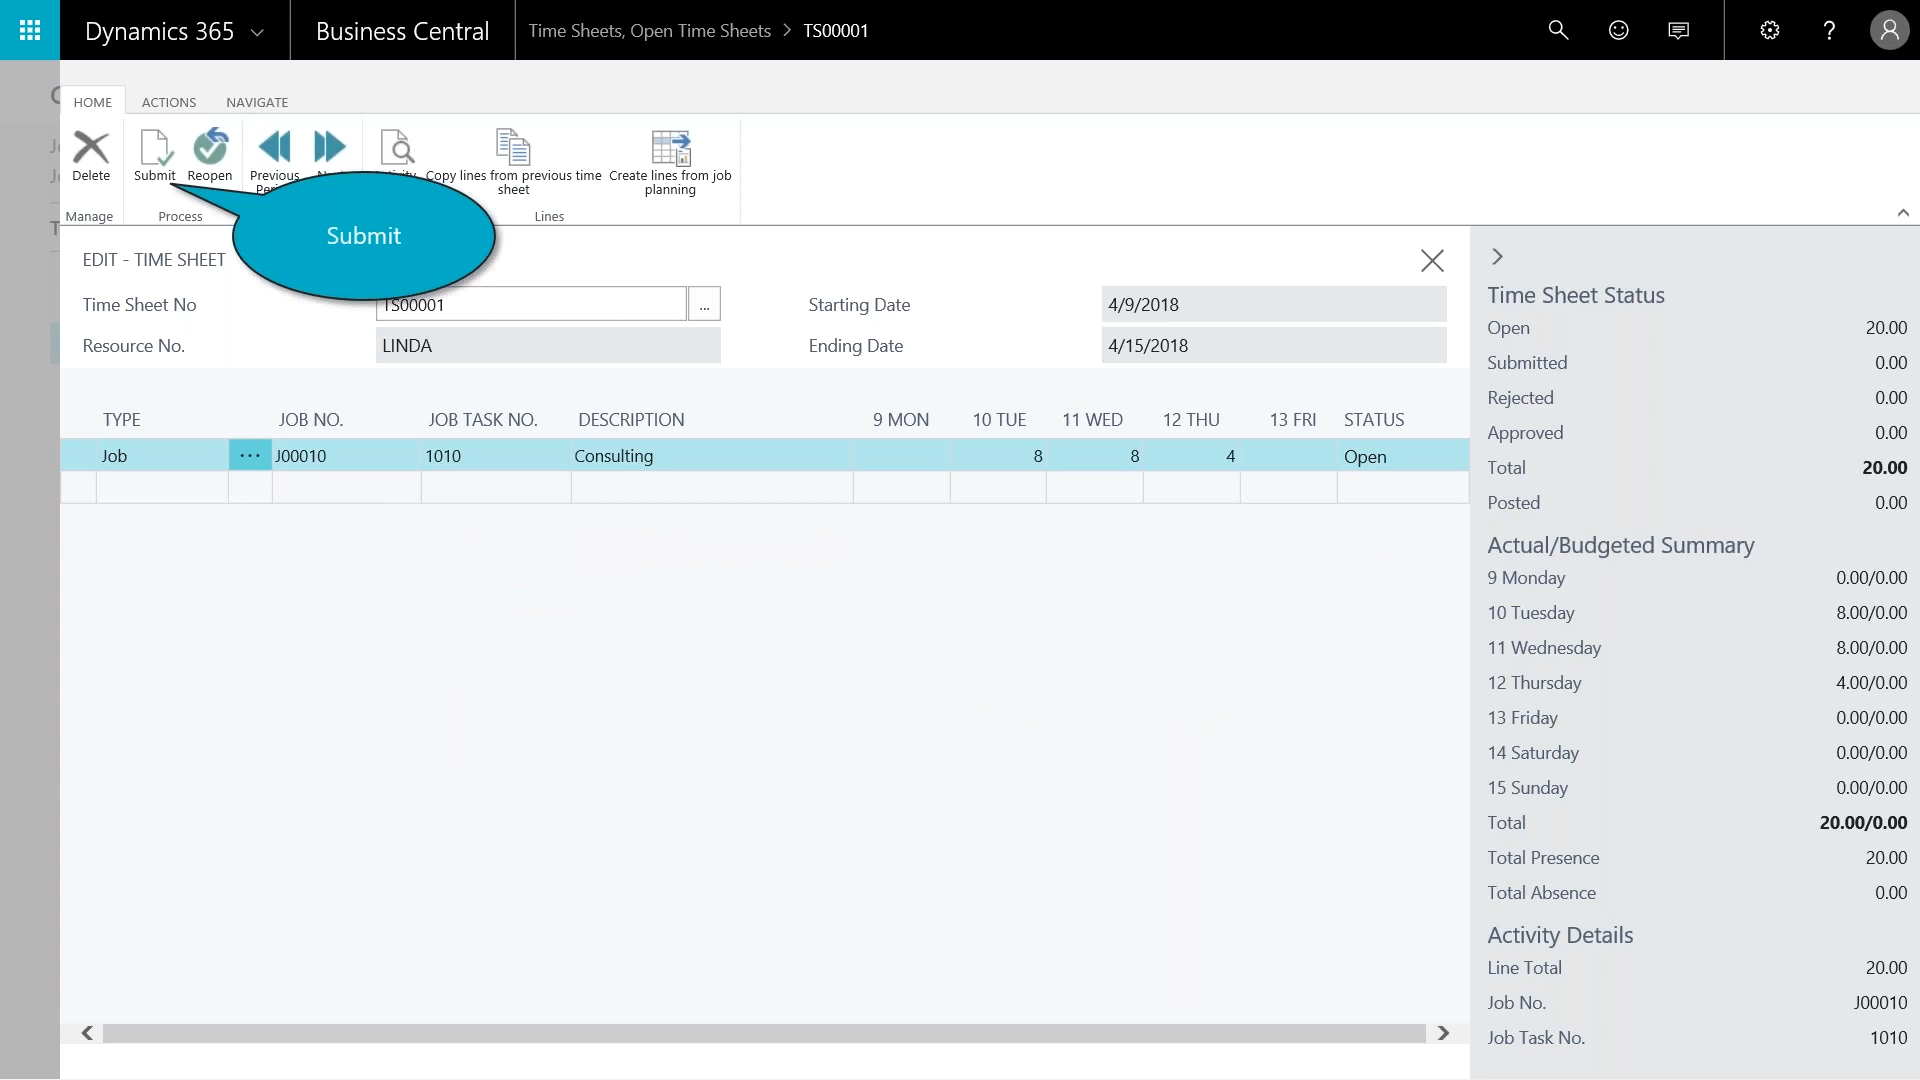 Dynamics 365 Business Central Time Sheets, Open Time Sheets > TS00001 ?
HOME ACTIONS NAVIGATE
Delete Submit Reopen Previous Copy lines from previous time sheet Create lines from job planning
Manage Process Lines
Submit
EDIT - TIME SHEET
Time Sheet No TS00001 ... Starting Date 4/9/2018
Resource No. LINDA Ending Date 4/15/2018
TYPE JOB NO. JOB TASK NO. DESCRIPTION 9 MON 10 TUE 11 WED 12 THU 13 FRI STATUS
Job ... J00010 1010 Consulting 8 8 4 Open
Time Sheet Status
Open 20.00
Submitted 0.00
Rejected 0.00
Approved 0.00
Total 20.00
Posted 0.00
Actual/Budgeted Summary
9 Monday 0.00/0.00
10 Tuesday 8.00/0.00
11 Wednesday 8.00/0.00
12 Thursday 4.00/0.00
13 Friday 0.00/0.00
14 Saturday 0.00/0.00
15 Sunday 0.00/0.00
Total 20.00/0.00
Total Presence 20.00
Total Absence 0.00
Activity Details
Line Total 20.00
Job No. J00010
Job Task No. 1010